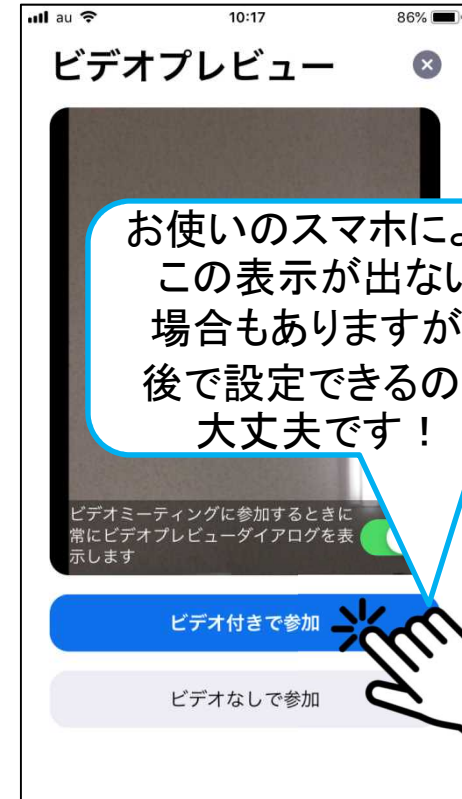 au 10:17 86%
ビデオプレビュー
お使いのスマホによ
この表示が出ない
場合もありますが
後で設定できるの
大丈夫です！
ビデオミーティングに参加するときに
常にビデオプレビューダイアログを表
示します
ビデオ付きで参加
ビデオなしで参加